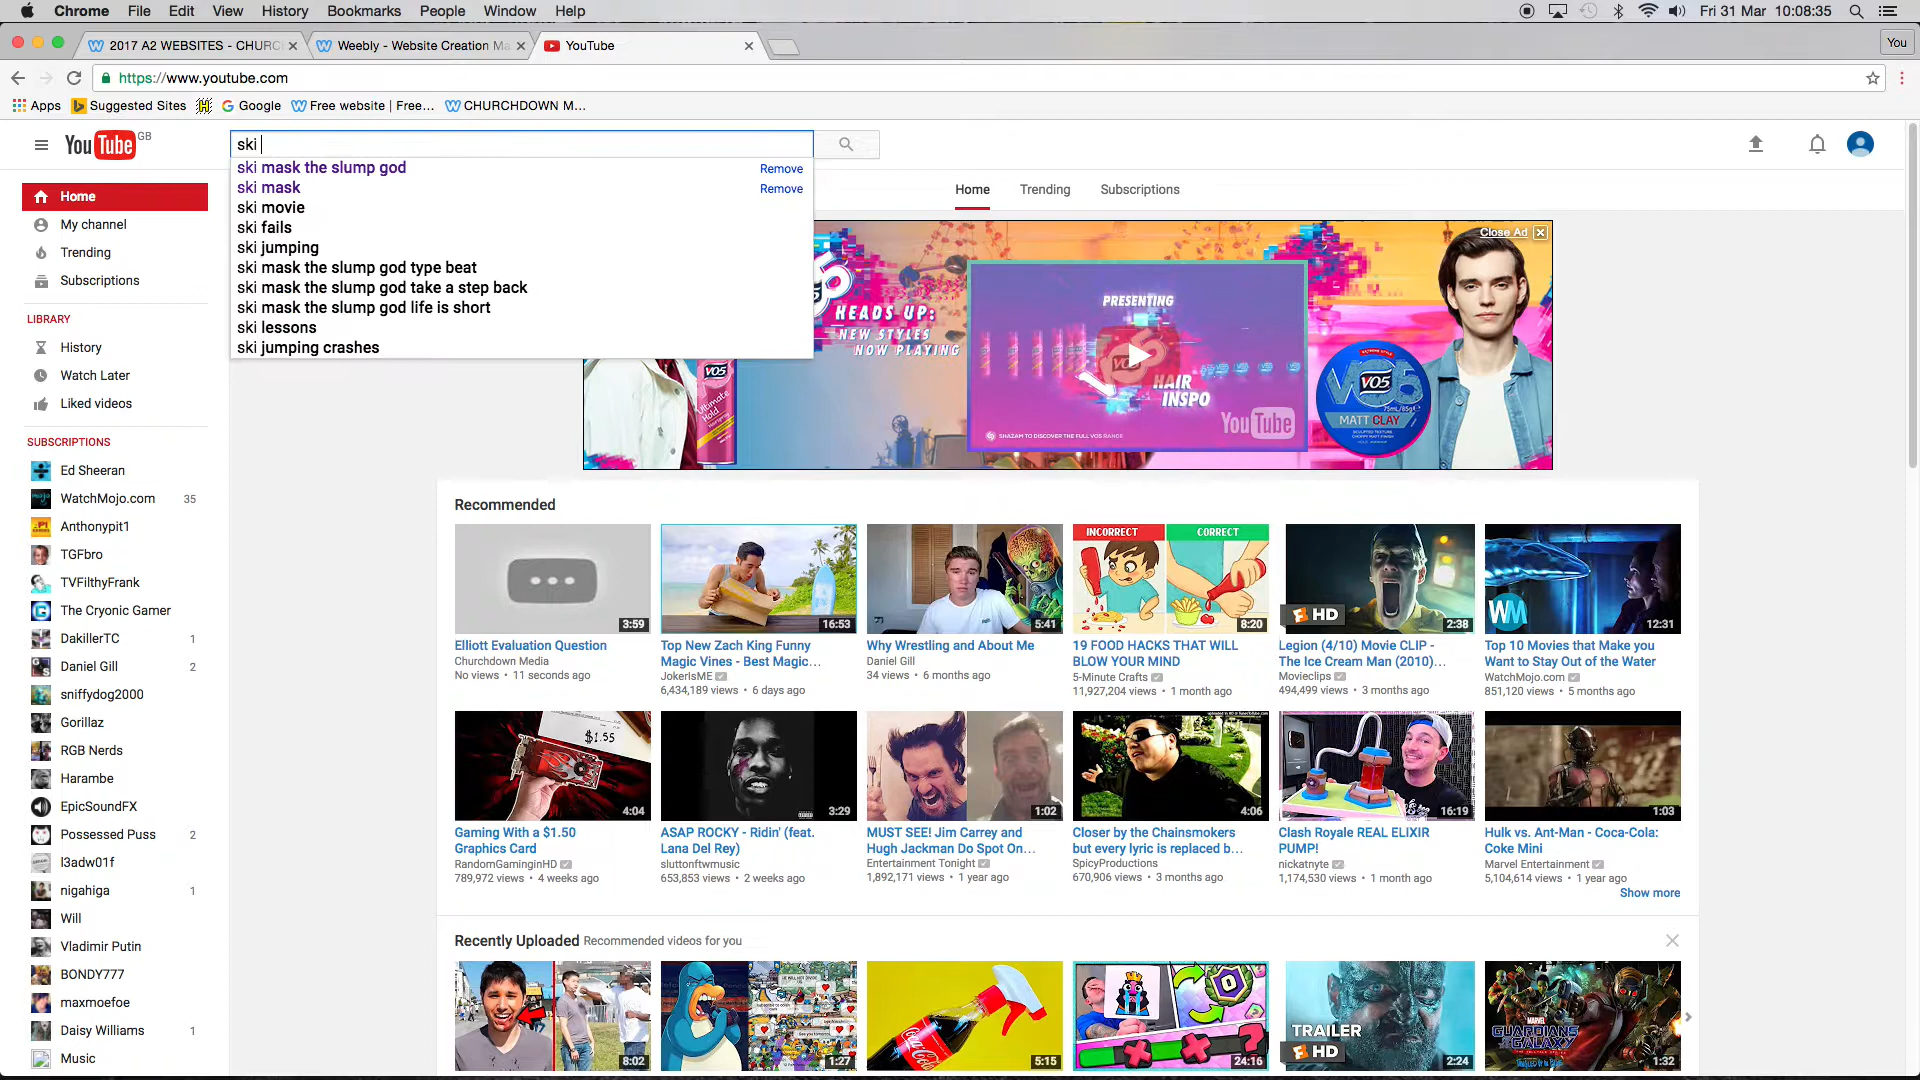 Chrome File Edit View History Bookmarks People Window Help
Fri 31 Mar 10:08:35
2017 A2 WEBSITES - CHURC
Weebly - Website Creation Ma
YouTube
You
https://www.youtube.com
Apps
Suggested Sites
Google
Free website | Free...
CHURCHDOWN M...
YouTube GB
ski
ski mask the slump god Remove
ski mask Remove
ski movie
ski fails
ski jumping
ski mask the slump god type beat
ski mask the slump god take a step back
ski mask the slump god life is short
ski lessons
ski jumping crashes
Home Trending Subscriptions
Home
My channel
Trending
Subscriptions
LIBRARY
History
Watch Later
Liked videos
SUBSCRIPTIONS
Ed Sheeran
WatchMojo.com 35
Anthonypit1
TGFbro
TVFilthyFrank
The Cryonic Gamer
DakillerTC 1
Daniel Gill 2
sniffydog2000
Gorillaz
RGB Nerds
Harambe
EpicSoundFX
Possessed Puss 2
l3adw01f
nigahiga 1
Will
Vladimir Putin
BONDY777
maxmoefoe
Daisy Williams 1
Music
Close Ad
HEADS UP:
NEW STYLES
NOW PLAYING
PRESENTING
HAIR
INSPO
YouTube
SHAZAM TO DISCOVER THE FULL VO5 RANGE
VO5
Ultimate
Hold
VO5
75mL/85g
MATT CLAY
Recommended
3:59
Elliott Evaluation Question
Churchdown Media
No views • 11 seconds ago
16:53
Top New Zach King Funny
Magic Vines - Best Magic...
JokerIsME
6,434,189 views • 6 days ago
5:41
Why Wrestling and About Me
Daniel Gill
34 views • 6 months ago
INCORRECT CORRECT
8:20
19 FOOD HACKS THAT WILL
BLOW YOUR MIND
5-Minute Crafts
11,927,204 views • 1 month ago
HD
2:38
Legion (4/10) Movie CLIP -
The Ice Cream Man (2010)...
Movieclips
494,499 views • 3 months ago
WM
12:31
Top 10 Movies that Make you
Want to Stay Out of the Water
WatchMojo.com
851,120 views • 5 months ago
$1.55
4:04
Gaming With a $1.50
Graphics Card
RandomGaminginHD
789,972 views • 4 weeks ago
3:29
ASAP ROCKY - Ridin' (feat.
Lana Del Rey)
sluttonftwmusic
653,853 views • 2 weeks ago
1:02
MUST SEE! Jim Carrey and
Hugh Jackman Do Spot On...
Entertainment Tonight
1,892,171 views • 1 year ago
4:06
Closer by the Chainsmokers
but every lyric is replaced b...
SpicyProductions
670,906 views • 3 months ago
16:19
Clash Royale REAL ELIXIR
PUMP!
nickatnyte
1,174,530 views • 1 month ago
1:03
Hulk vs. Ant-Man - Coca-Cola:
Coke Mini
Marvel Entertainment
5,104,614 views • 1 year ago
Show more
Recently Uploaded Recommended videos for you
8:02
1:27
5:15
24:16
TRAILER
HD
2:24
MARVEL
GUARDIANS
OF THE
GALAXY
1:32